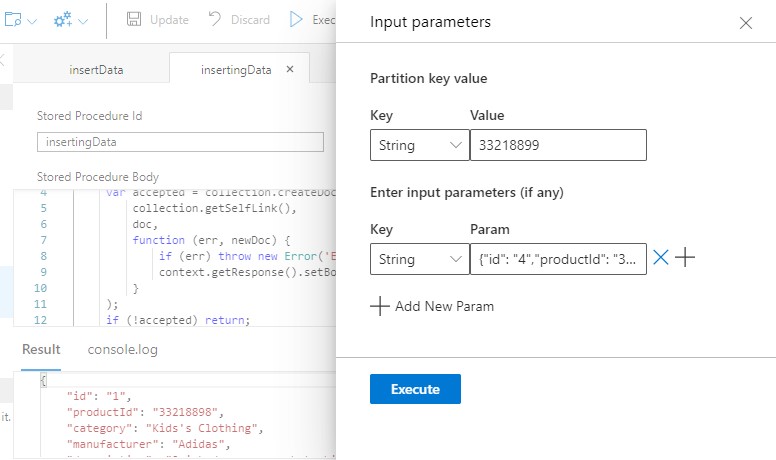 Update
Discard
Exec
insertData
insertingData
Stored Procedure Id
insertingData
Stored Procedure Body
4 var accepted = collection.createDoc
5 collection.getSelfLink(),
6 doc,
7 function (err, newDoc) {
8 if (err) throw new Error('E
9 context.getResponse().setBo
10 }
11 );
12 if (!accepted) return;
Result
console.log
{
"id": "1",
"productId": "33218898",
it.
"category": "Kid's Clothing",
"manufacturer": "Adidas",
Input parameters
Partition key value
Key Value
String 33218899
Enter input parameters (if any)
Key Param
String {"id": "4","productId": "3...
Add New Param
Execute